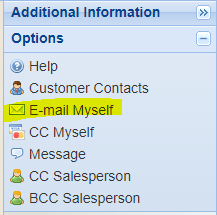 Additional Information
Options
Help
Customer Contacts
E-mail Myself
CC Myself
Message
CC Salesperson
BCC Salesperson